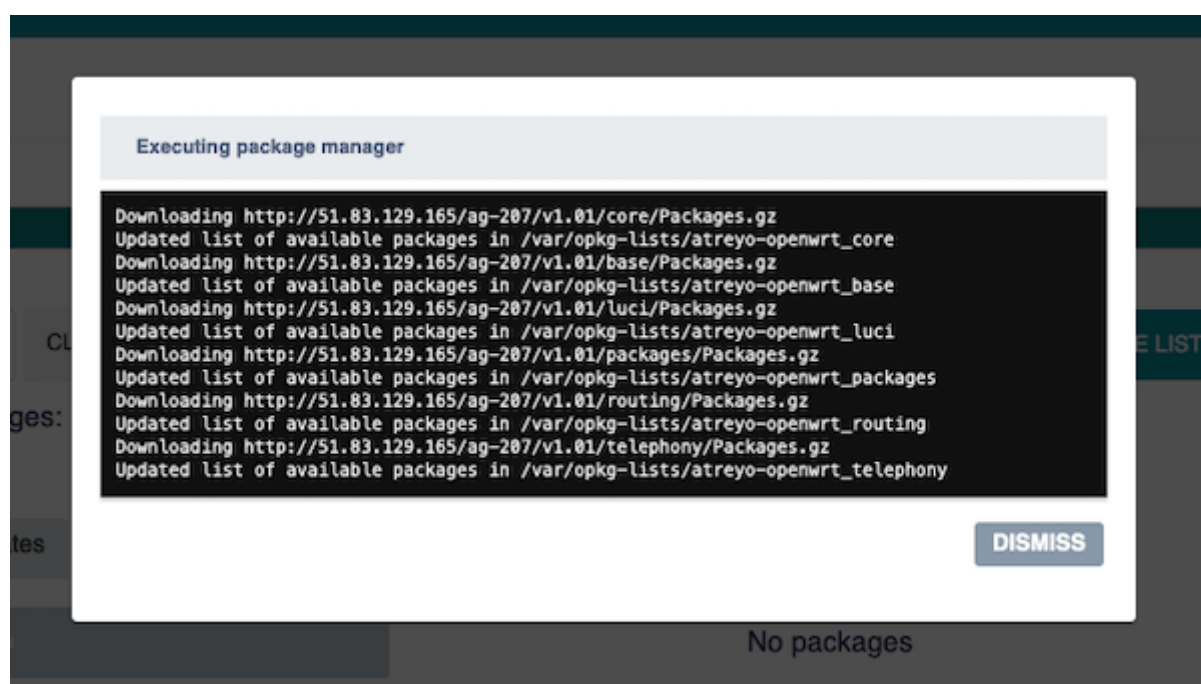 Executing package manager
Downloading http://51.83.129.165/ag-207/v1.01/core/Packages.gz
Updated list of available packages in /var/opkg-lists/atreyo-openwrt_core
Downloading http://51.83.129.165/ag-207/v1.01/base/Packages.gz
Updated list of available packages in /var/opkg-lists/atreyo-openwrt_base
Downloading http://51.83.129.165/ag-207/v1.01/luci/Packages.gz
Updated list of available packages in /var/opkg-lists/atreyo-openwrt_luci
Downloading http://51.83.129.165/ag-207/v1.01/packages/Packages.gz
Updated list of available packages in /var/opkg-lists/atreyo-openwrt_packages
Downloading http://51.83.129.165/ag-207/v1.01/routing/Packages.gz
Updated list of available packages in /var/opkg-lists/atreyo-openwrt_routing
Downloading http://51.83.129.165/ag-207/v1.01/telephony/Packages.gz
Updated list of available packages in /var/opkg-lists/atreyo-openwrt_telephony
CL
E LIST
ges:
tes
DISMISS
No packages